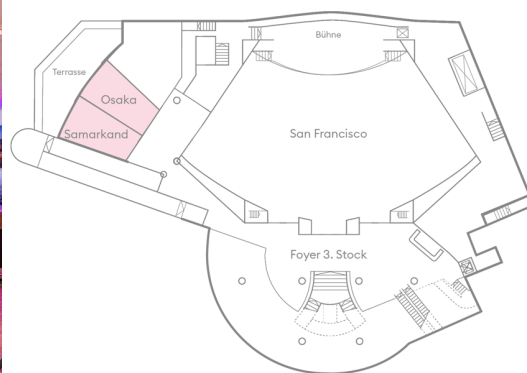 Bühne
Terrasse
Osaka
Samarkand
San Francisco
Foyer 3. Stock